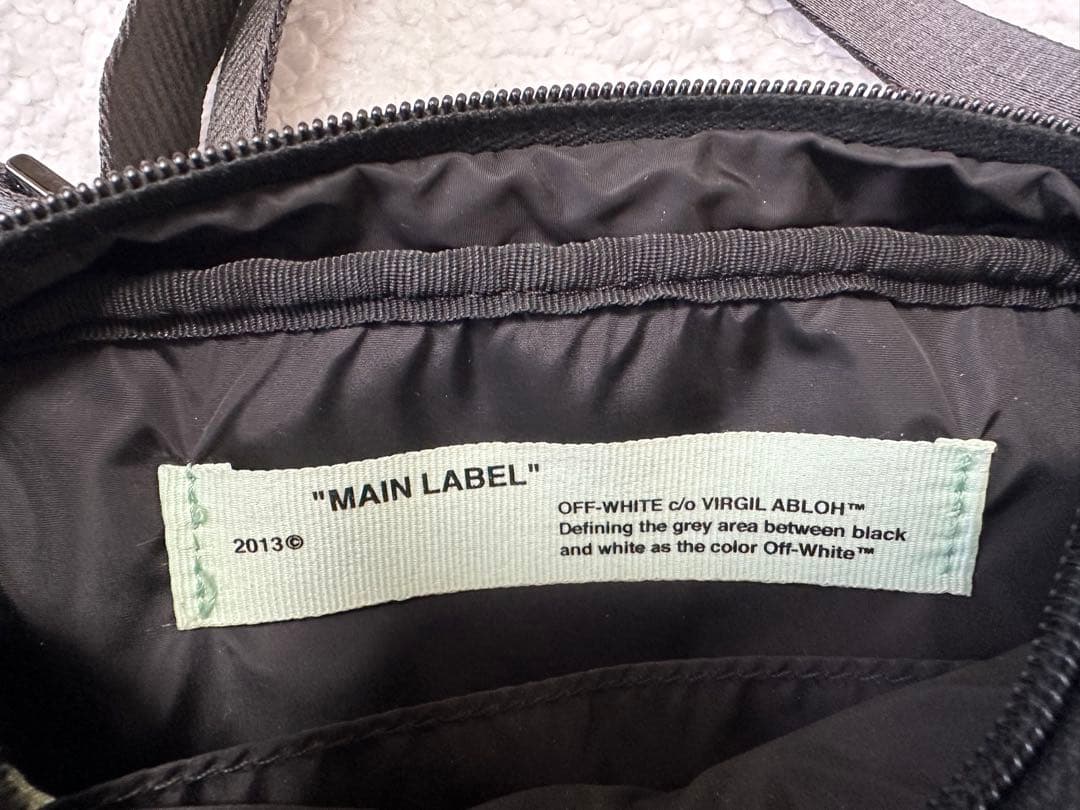 "MAIN LABEL"
2013©
OFF-WHITE c/o VIRGIL ABLOH™
Defining the grey area between black
and white as the color Off-White™